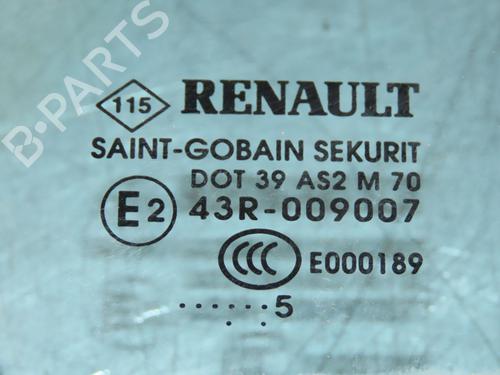 B-PARTS
115 RENAULT
SAINT-GOBAIN SEKURIT
DOT 39 AS2 M 70
E2 43R-009007
CCC E000189
......5